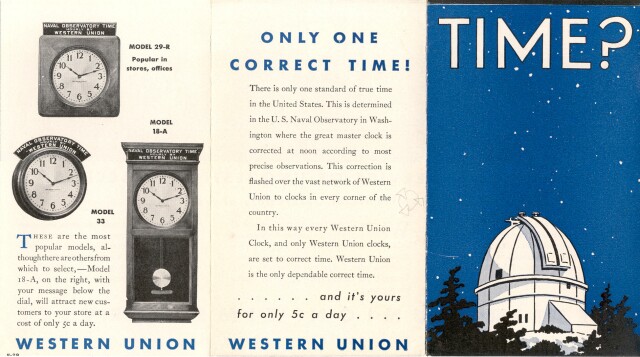 NAVAL OBSERVATORY TIME
WESTERN UNION
MODEL 29-R
Popular in
stores, offices
MODEL
18-A
NAVAL OBSERVATORY TIME
WESTERN UNION
NAVAL OBSERVATORY TIME
WESTERN UNION
MODEL
33
THESE are the most
popular models, al-
though there are others from
which to select,—Model
18-A, on the right, with
your message below the
dial, will attract new cus-
tomers to your store at a
cost of only 5c a day.
WESTERN UNION
ONLY ONE
CORRECT TIME!
There is only one standard of true time
in the United States. This is determined
in the U. S. Naval Observatory in Wash-
ington where the great master clock is
corrected at noon according to most
precise observations. This correction is
flashed over the vast network of Western
Union to clocks in every corner of the
country.
In this way every Western Union
Clock, and only Western Union clocks,
are set to correct time. Western Union
is the only dependable correct time.
. . . . . . and it's yours
for only 5c a day . . . .
WESTERN UNION
TIME?